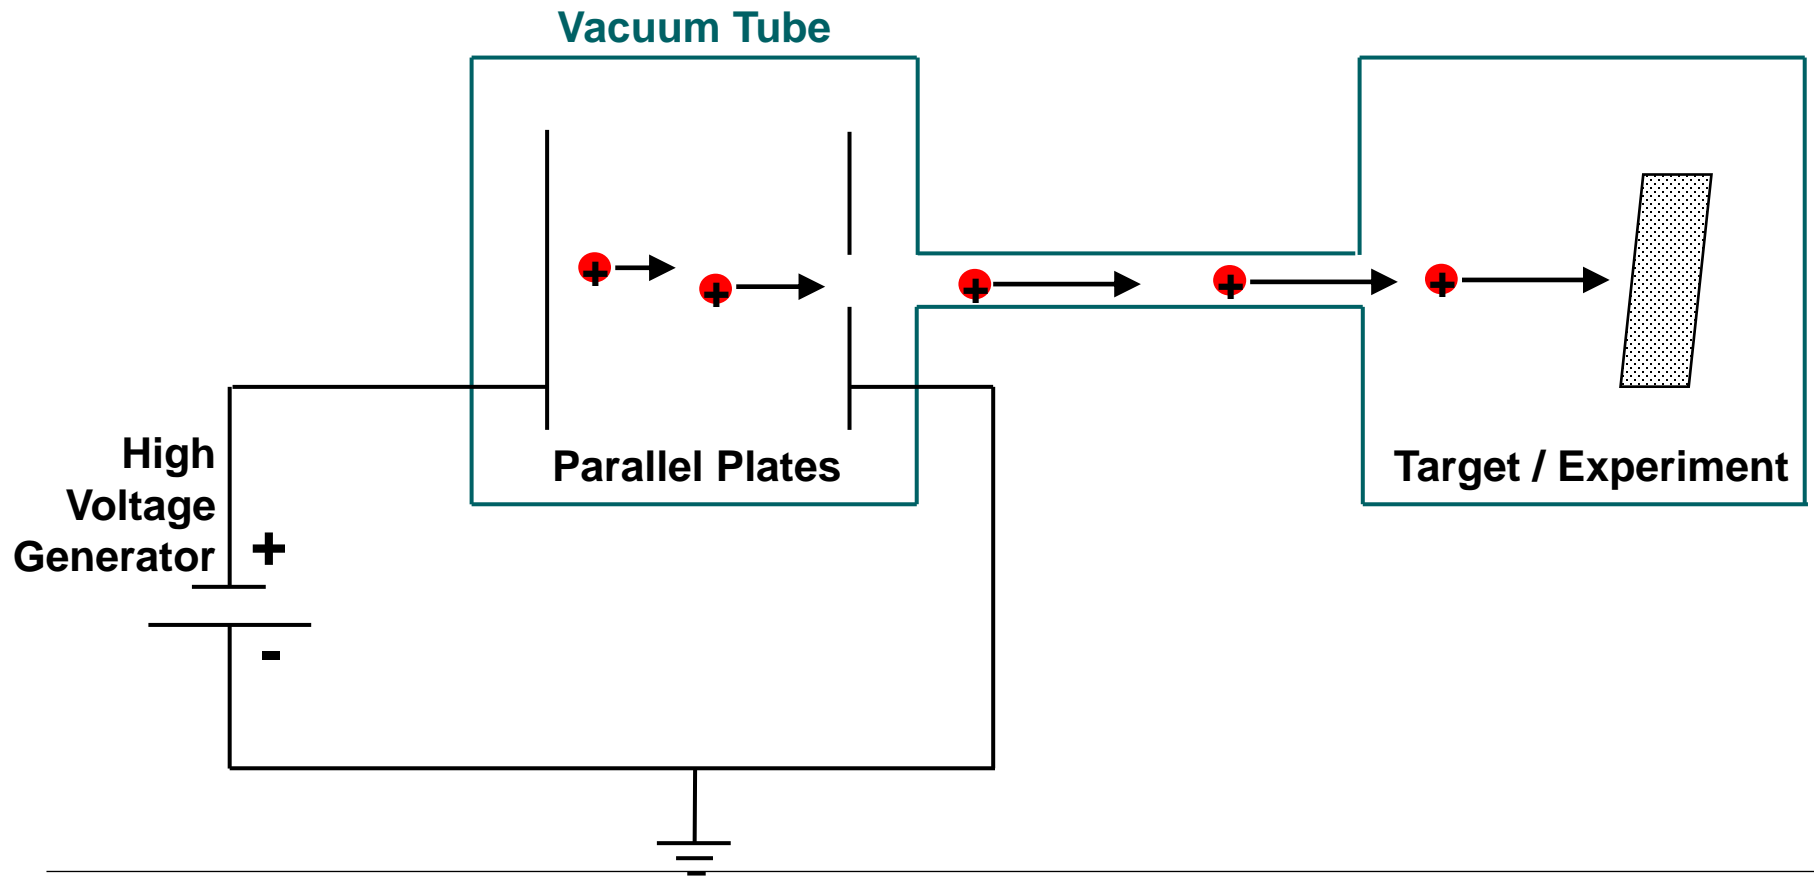 Vacuum Tube
+
+
+
+
+
Parallel Plates
Target / Experiment
High
Voltage
Generator
+
-